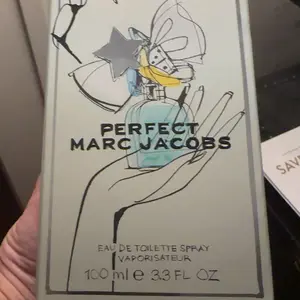 PERFECT
MARC JACOBS
EAU DE TOILETTE SPRAY
VAPORISATEUR
100 ml e 3.3 FL OZ